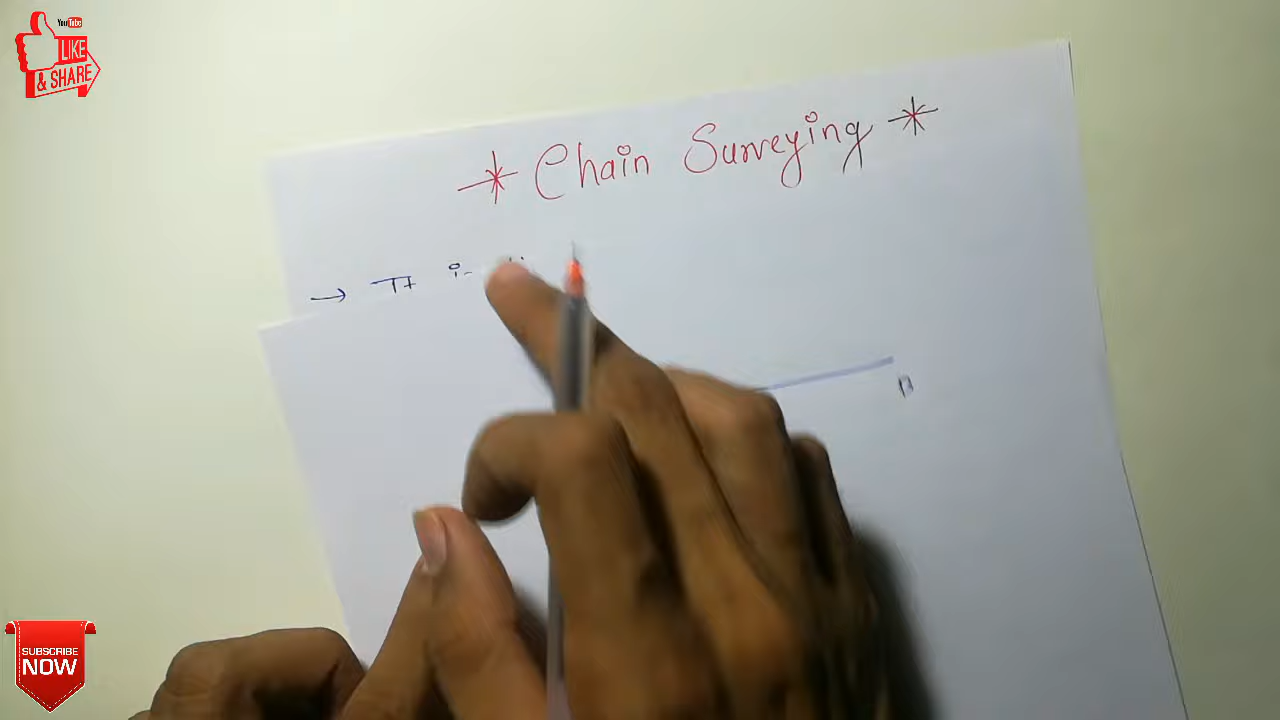 YouTube
LIKE
& SHARE
* Chain Surveying *
→ It
SUBSCRIBE
NOW